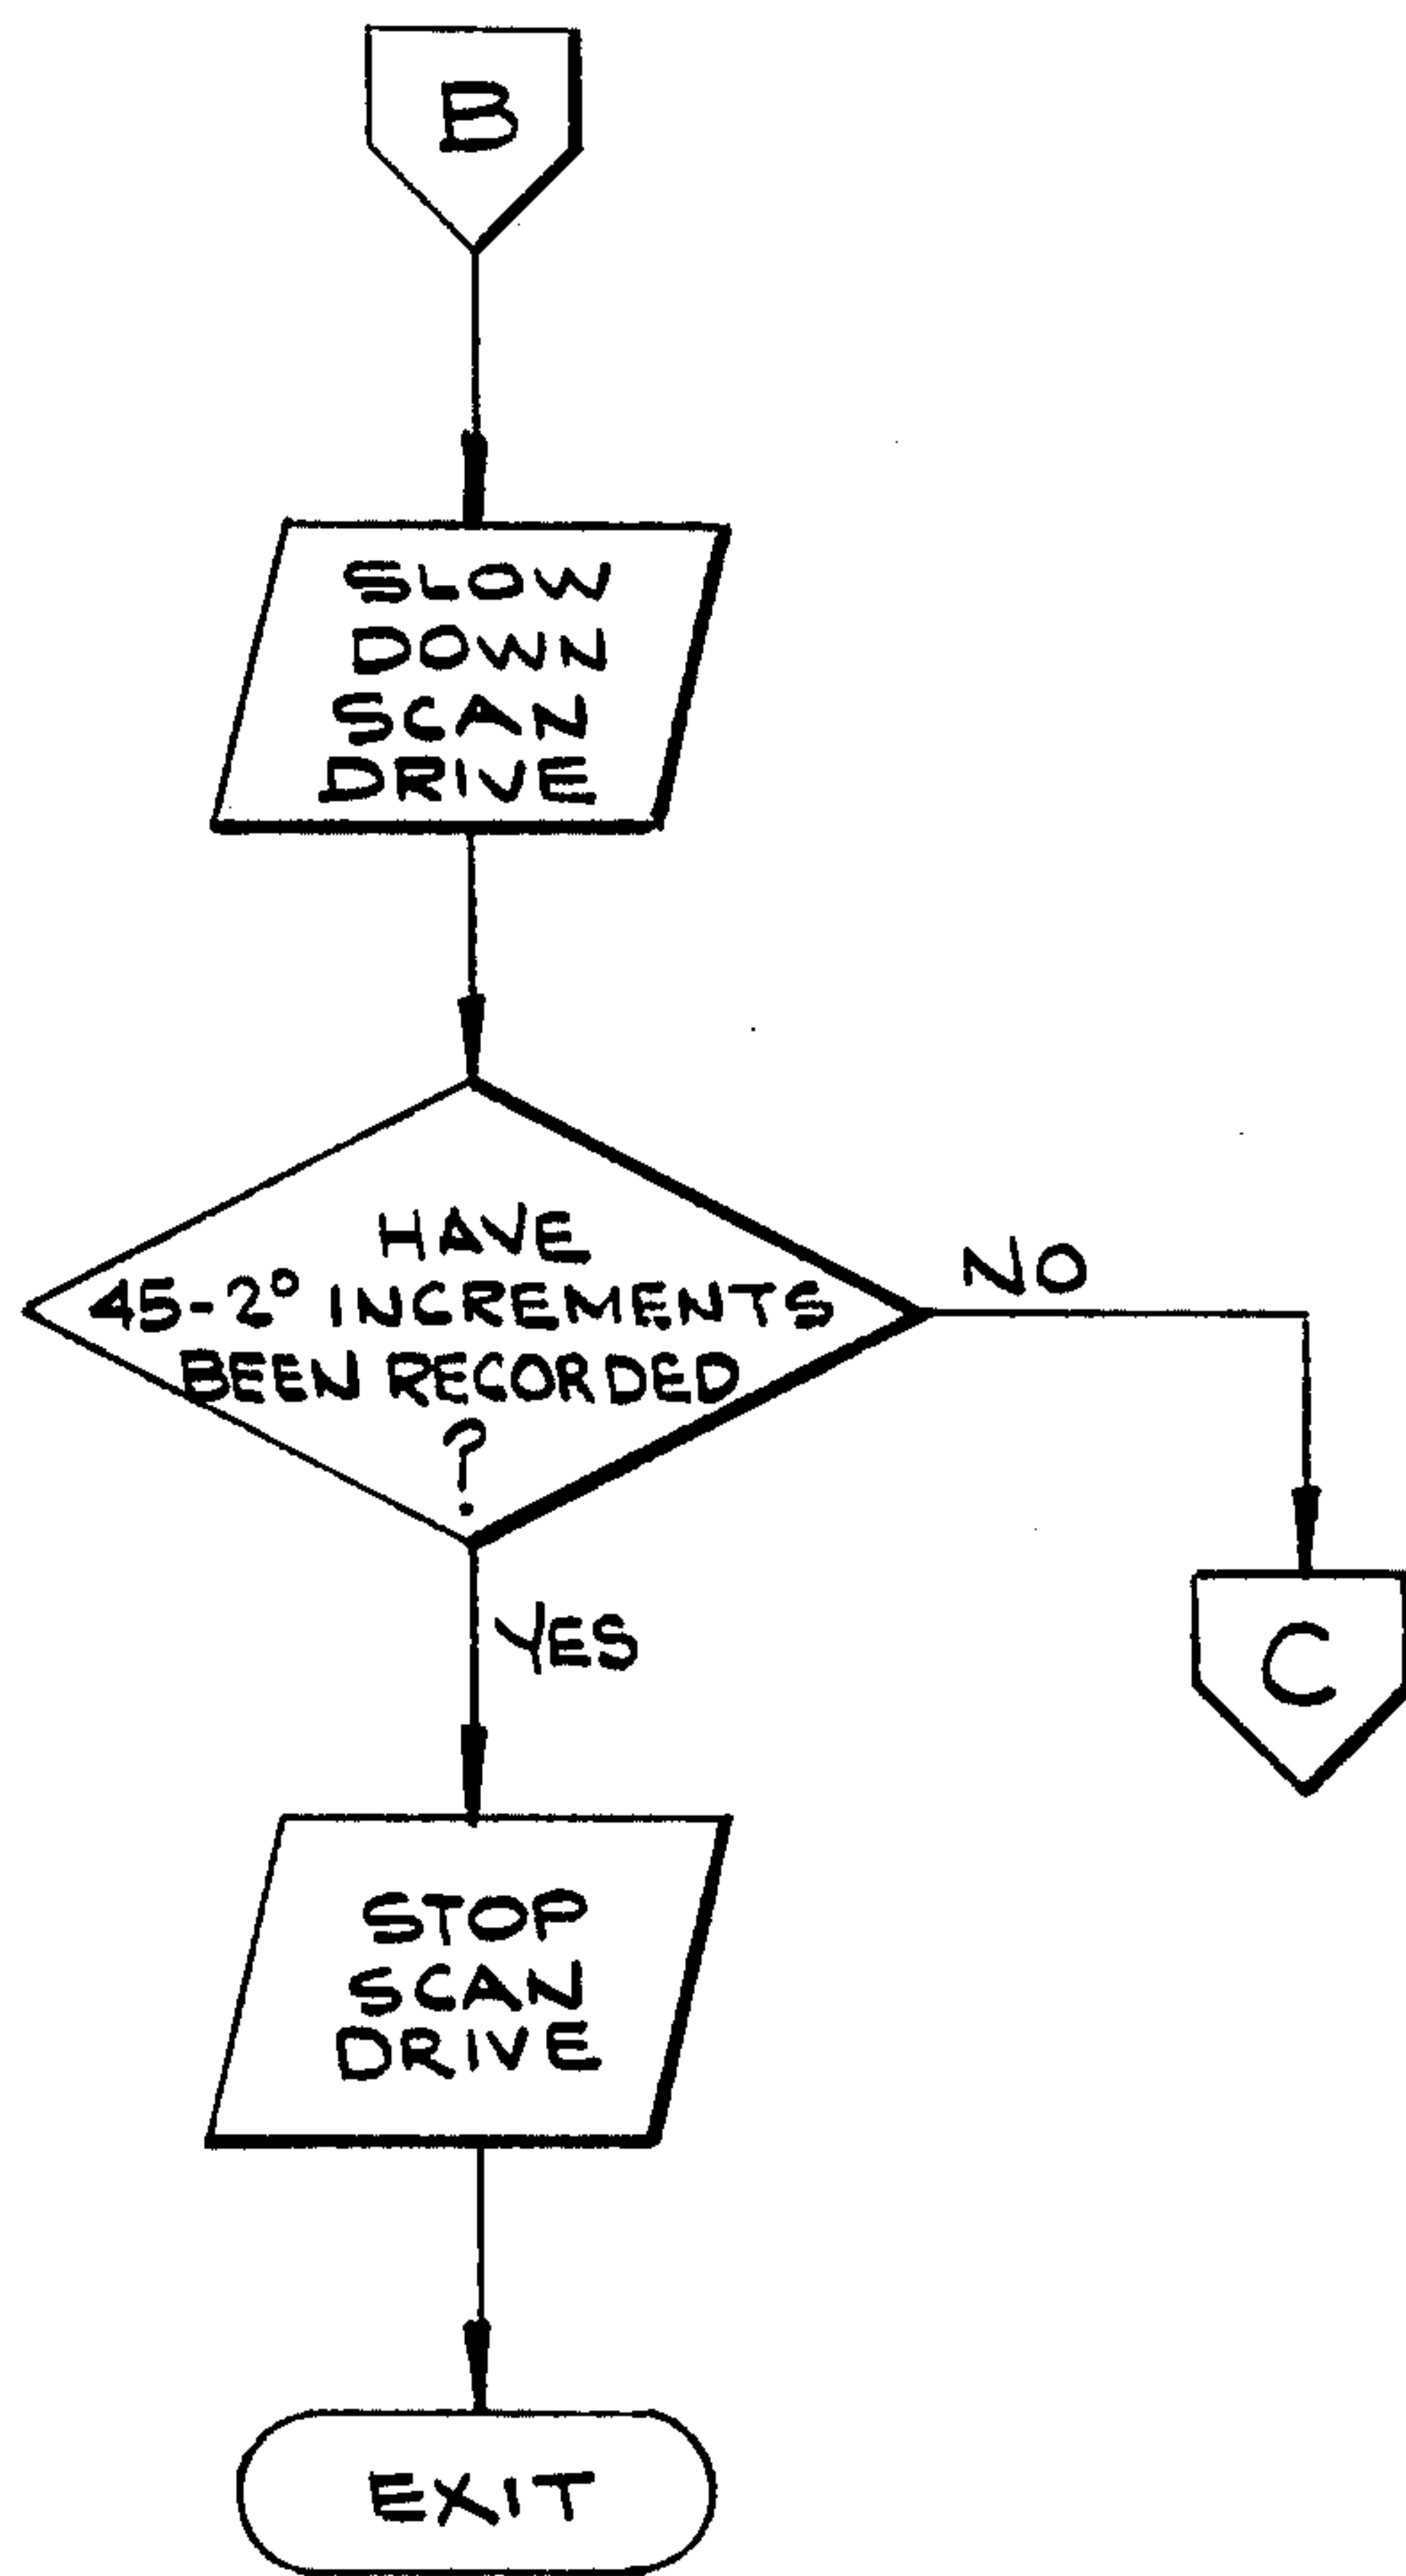 B
SLOW
DOWN
SCAN
DRIVE
HAVE
45-2° INCREMENTS
BEEN RECORDED
?
NO
YES
C
STOP
SCAN
DRIVE
EXIT